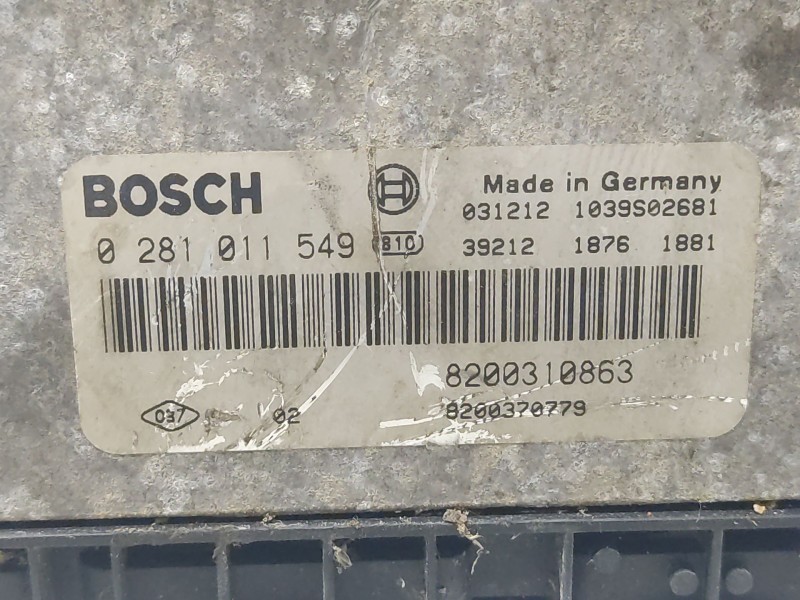 BOSCH
Made in Germany
031212 1039S02681
0 281 011 549 810 39212 1876 1881
8200310863
037 02 8200370779